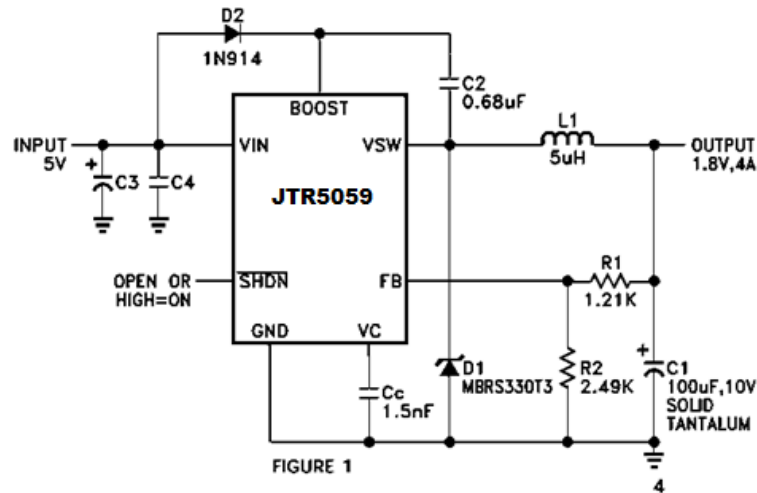 D2
1N914
C2
0.68uF
BOOST
INPUT
5V
VIN
VSW
L1
5uH
OUTPUT
1.8V,4A
+
C3
C4
JTR5059
OPEN OR
HIGH=ON
SHDN
FB
R1
1.21K
GND
VC
Cc
1.5nF
D1
MBRS330T3
R2
2.49K
+
C1
100uF,10V
SOLID
TANTALUM
FIGURE 1
4